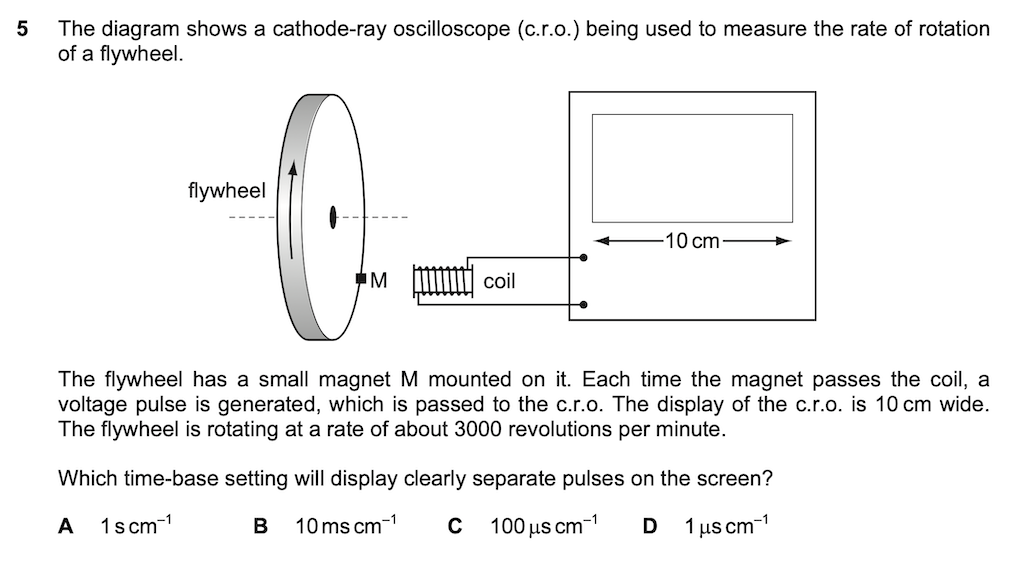 5 The diagram shows a cathode-ray oscilloscope (c.r.o.) being used to measure the rate of rotation
of a flywheel.
flywheel
10 cm
M
coil
The flywheel has a small magnet M mounted on it. Each time the magnet passes the coil, a
voltage pulse is generated, which is passed to the c.r.o. The display of the c.r.o. is 10 cm wide.
The flywheel is rotating at a rate of about 3000 revolutions per minute.
Which time-base setting will display clearly separate pulses on the screen?
A 1 s cm⁻¹ B 10 ms cm⁻¹ C 100 μs cm⁻¹ D 1 μs cm⁻¹